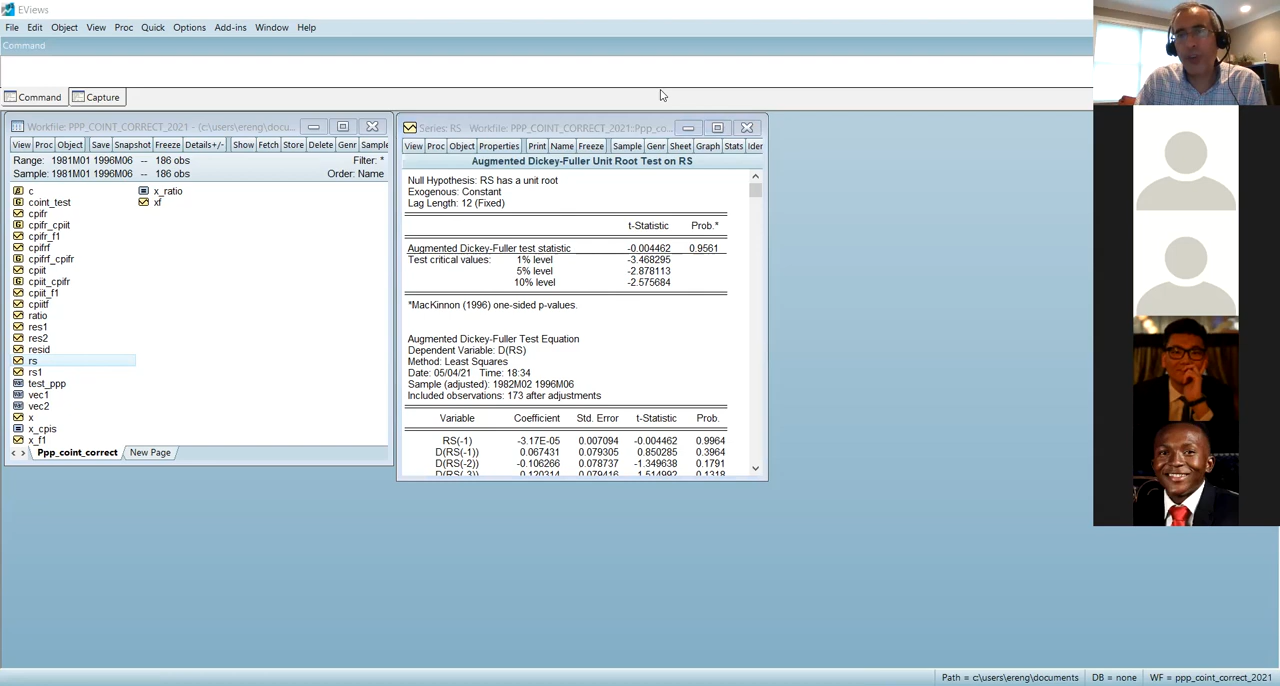 EViews
File Edit Object View Proc Quick Options Add-ins Window Help
Command
Command Capture
Workfile: PPP_COINT_CORRECT_2021 - (c:\users\ereng\docu...
View Proc Object Save Snapshot Freeze Details+/- Show Fetch Store Delete Genr Sample
Range: 1981M01 1996M06 -- 186 obs Filter: *
Sample: 1981M01 1996M06 -- 186 obs Order: Name
c
coint_test
cpifr
cpifr_cpiit
cpifr_f1
cpifrf
cpifrf_cpifr
cpiit
cpiit_cpifr
cpiit_f1
cpiitf
ratio
res1
res2
resid
rs
rs1
test_ppp
vec1
vec2
x
x_cpis
x_f1
x_ratio
xf
Ppp_coint_correct New Page
Series: RS Workfile: PPP_COINT_CORRECT_2021::Ppp_co...
View Proc Object Properties Print Name Freeze Sample Genr Sheet Graph Stats Iden
Augmented Dickey-Fuller Unit Root Test on RS
Null Hypothesis: RS has a unit root
Exogenous: Constant
Lag Length: 12 (Fixed)
t-Statistic Prob.*
Augmented Dickey-Fuller test statistic -0.004462 0.9561
Test critical values: 1% level -3.468295
5% level -2.878113
10% level -2.575684
*MacKinnon (1996) one-sided p-values.
Augmented Dickey-Fuller Test Equation
Dependent Variable: D(RS)
Method: Least Squares
Date: 05/04/21 Time: 18:34
Sample (adjusted): 1982M02 1996M06
Included observations: 173 after adjustments
Variable Coefficient Std. Error t-Statistic Prob.
RS(-1) -3.17E-05 0.007094 -0.004462 0.9964
D(RS(-1)) 0.067431 0.079305 0.850285 0.3964
D(RS(-2)) -0.106266 0.078737 -1.349638 0.1791
D(RS(-3)) 0.120314 0.079416 1.514992 0.1318
Path = c:\users\ereng\documents DB = none WF = ppp_coint_correct_2021